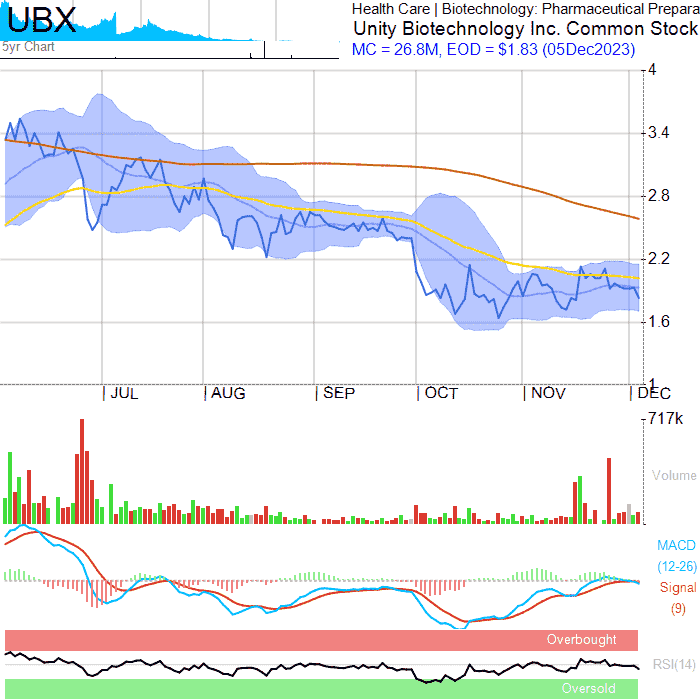 UBX
Health Care | Biotechnology: Pharmaceutical Prepara
Unity Biotechnology Inc. Common Stock
5yr Chart
MC = 26.8M, EOD = $1.83 (05Dec2023)
4
3.4
2.8
2.2
1.6
1
JUL AUG SEP OCT NOV DEC
717k
Volume
MACD
(12-26)
Signal
(9)
Overbought
RSI(14)
Oversold